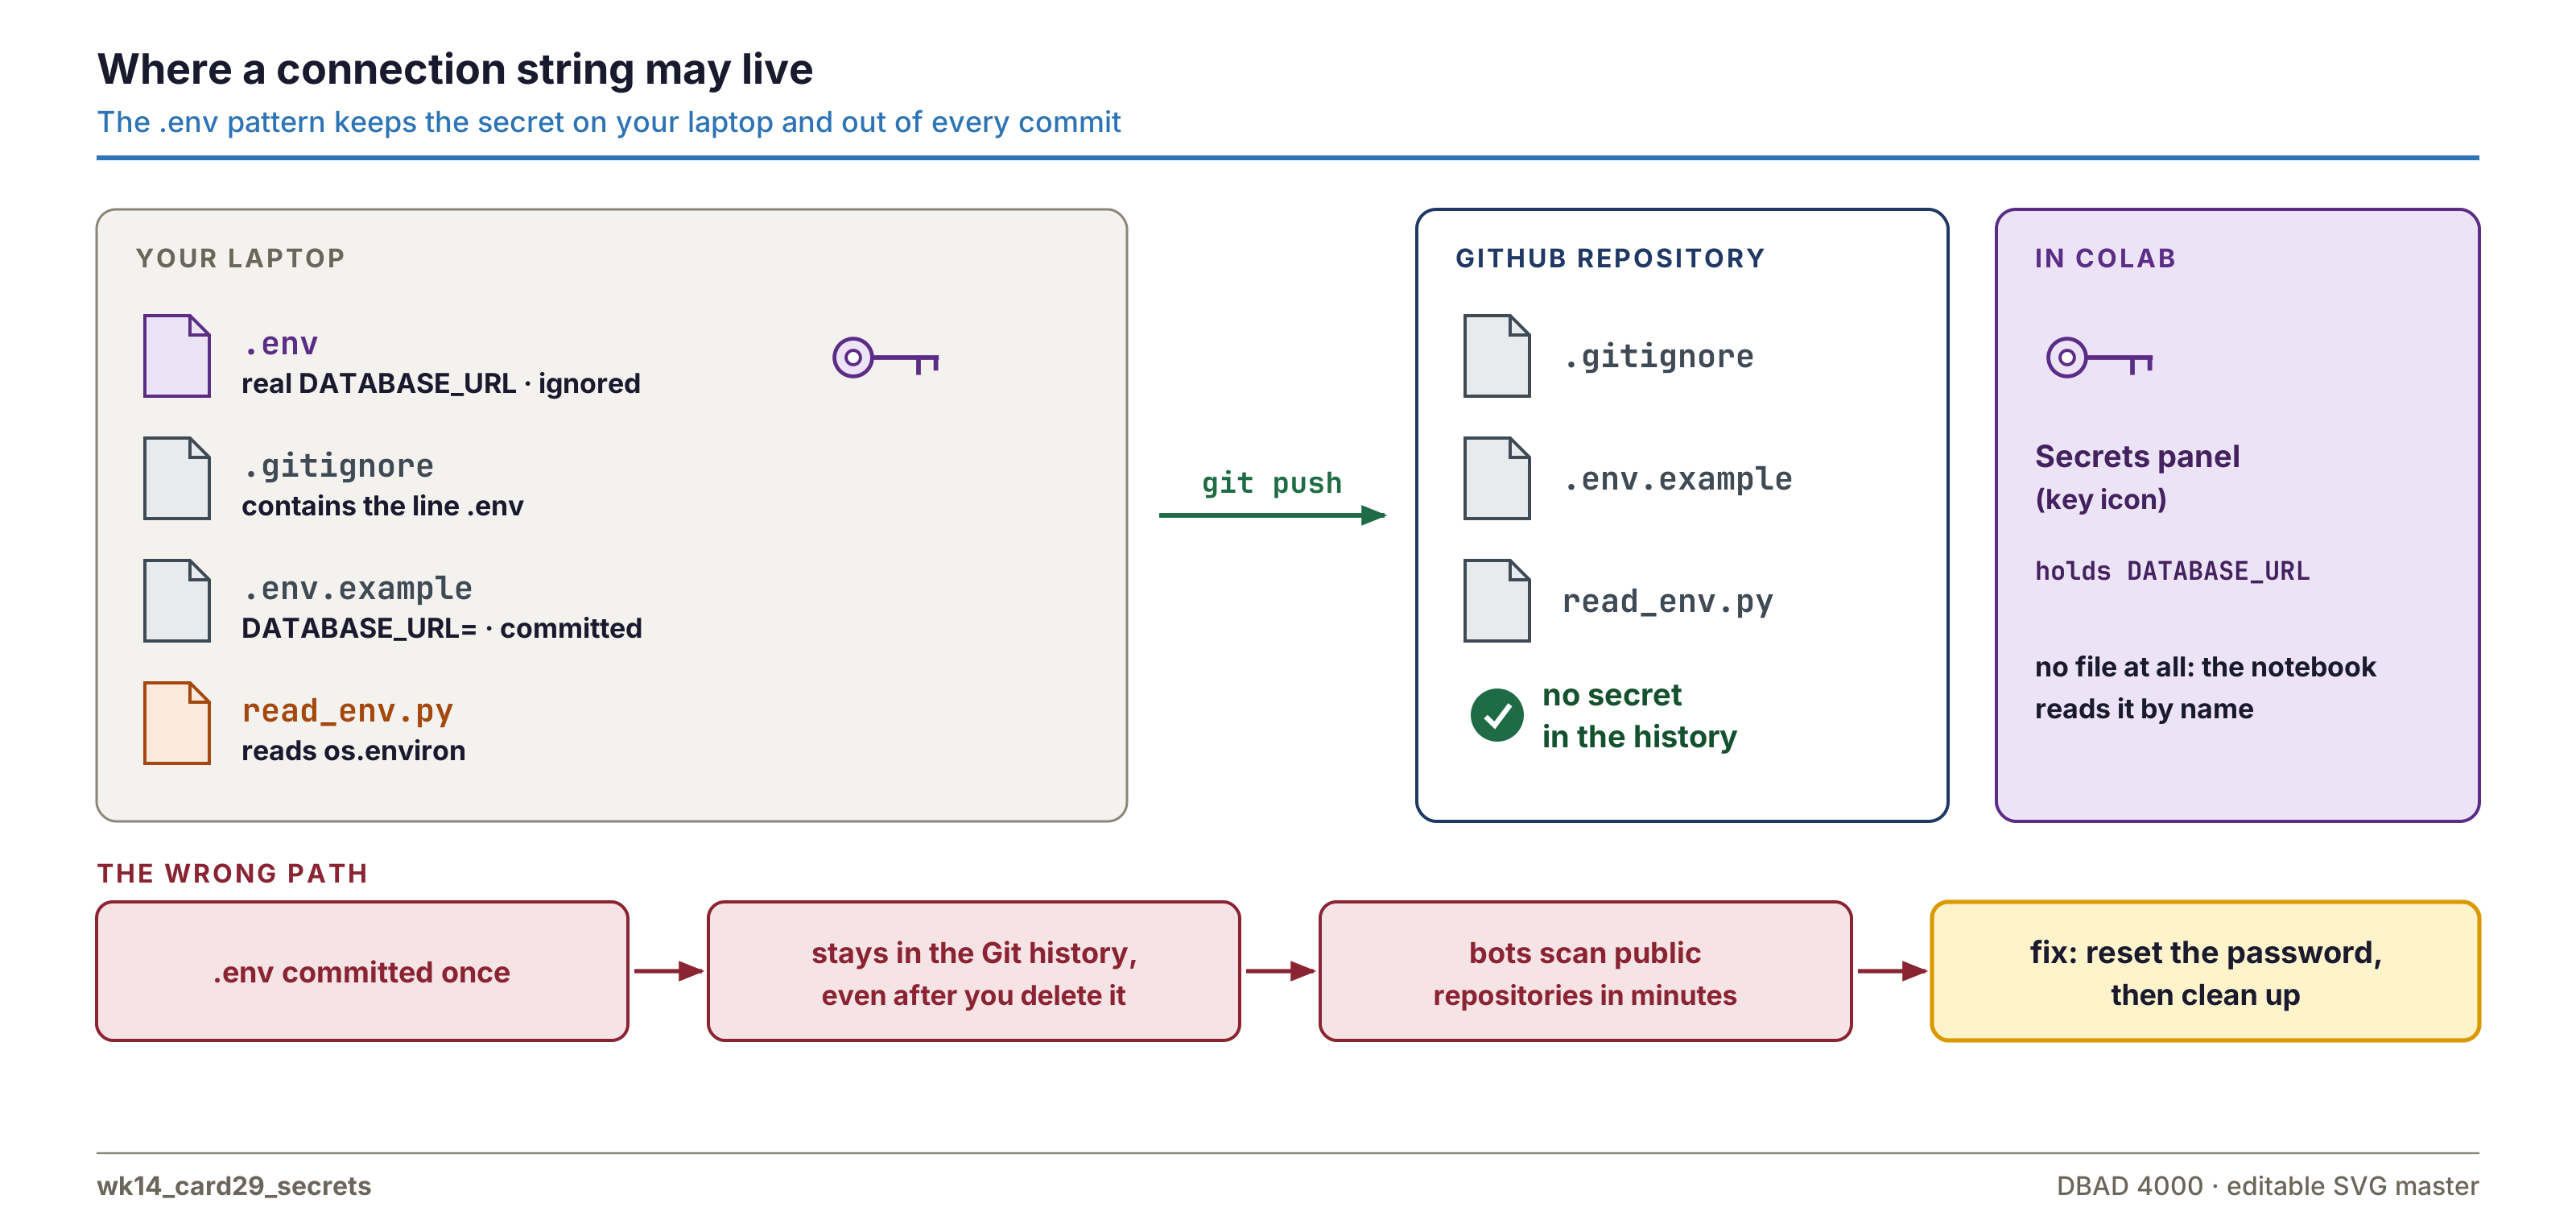 Where a connection string may live
The .env pattern keeps the secret on your laptop and out of every commit
YOUR LAPTOP
.env
real DATABASE_URL · ignored
.gitignore
contains the line .env
.env.example
DATABASE_URL= · committed
read_env.py
reads os.environ
git push
GITHUB REPOSITORY
.gitignore
.env.example
read_env.py
no secret
in the history
IN COLAB
Secrets panel
(key icon)
holds DATABASE_URL
no file at all: the notebook
reads it by name
THE WRONG PATH
.env committed once
stays in the Git history,
even after you delete it
bots scan public
repositories in minutes
fix: reset the password,
then clean up
wk14_card29_secrets
DBAD 4000 · editable SVG master